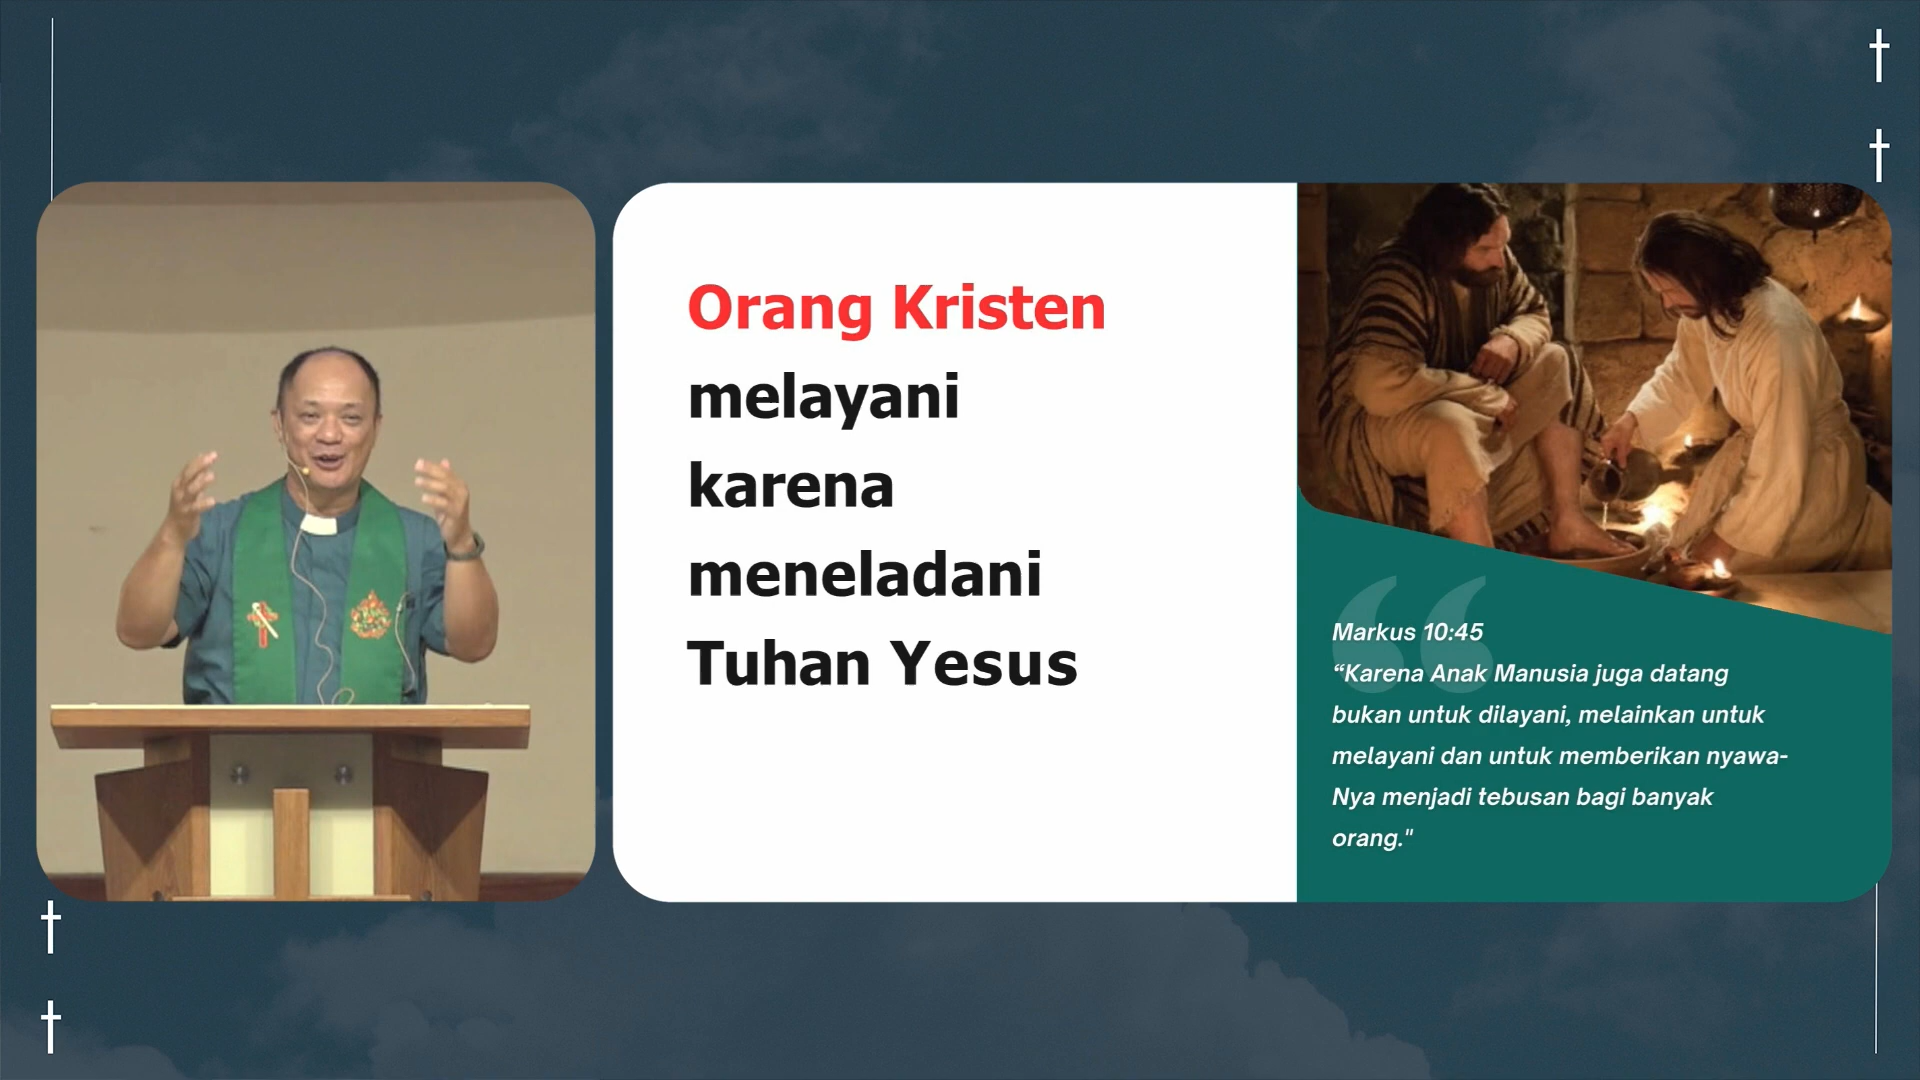 Orang Kristen
melayani
karena
meneladani
Tuhan Yesus
Markus 10:45
“Karena Anak Manusia juga datang
bukan untuk dilayani, melainkan untuk
melayani dan untuk memberikan nyawa-
Nya menjadi tebusan bagi banyak
orang."